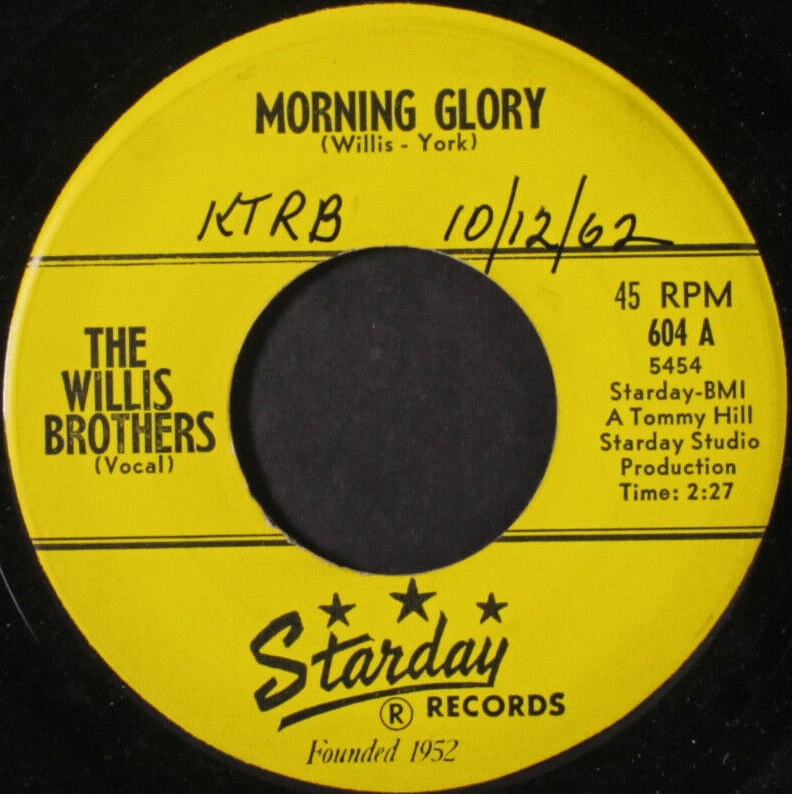 MORNING GLORY
(Willis - York)
KTRB 10/12/62
THE
WILLIS
BROTHERS
(Vocal)
45 RPM
604 A
5454
Starday-BMI
A Tommy Hill
Starday Studio
Production
Time: 2:27
Starday
® RECORDS
Founded 1952